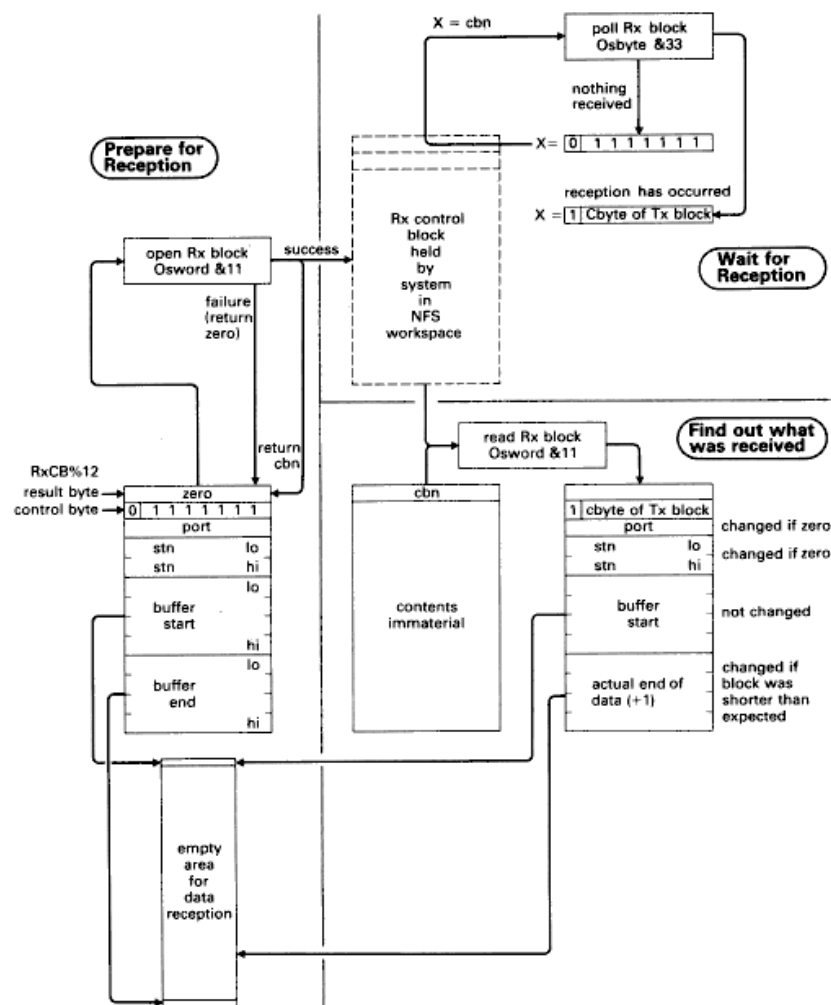 X = cbn
poll Rx block
Osbyte &33
nothing
received
X= 0 1 1 1 1 1 1 1
reception has occurred
X = 1 Cbyte of Tx block
Wait for
Reception
Prepare for
Reception
open Rx block
Osword &11
success
failure
(return
zero)
return
cbn
Rx control
block
held
by
system
in
NFS
workspace
RxCB%12
result byte
control byte
zero
0 1 1 1 1 1 1 1
port
stn lo
stn hi
lo
buffer
start
hi
lo
buffer
end
hi
empty
area
for
data
reception
Find out what
was received
read Rx block
Osword &11
cbn
contents
immaterial
1 cbyte of Tx block
port
changed if zero
stn lo
stn hi
changed if zero
buffer
start
not changed
actual end of
data (+1)
changed if
block was
shorter than
expected